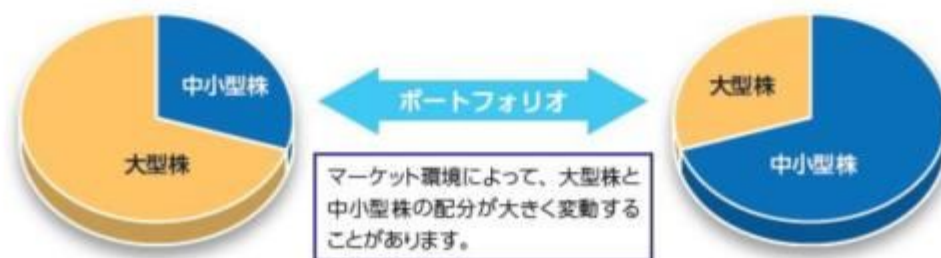 中小型株
大型株
ポートフォリオ
マーケット環境によって、大型株と
中小型株の配分が大きく変動する
ことがあります。
大型株
中小型株